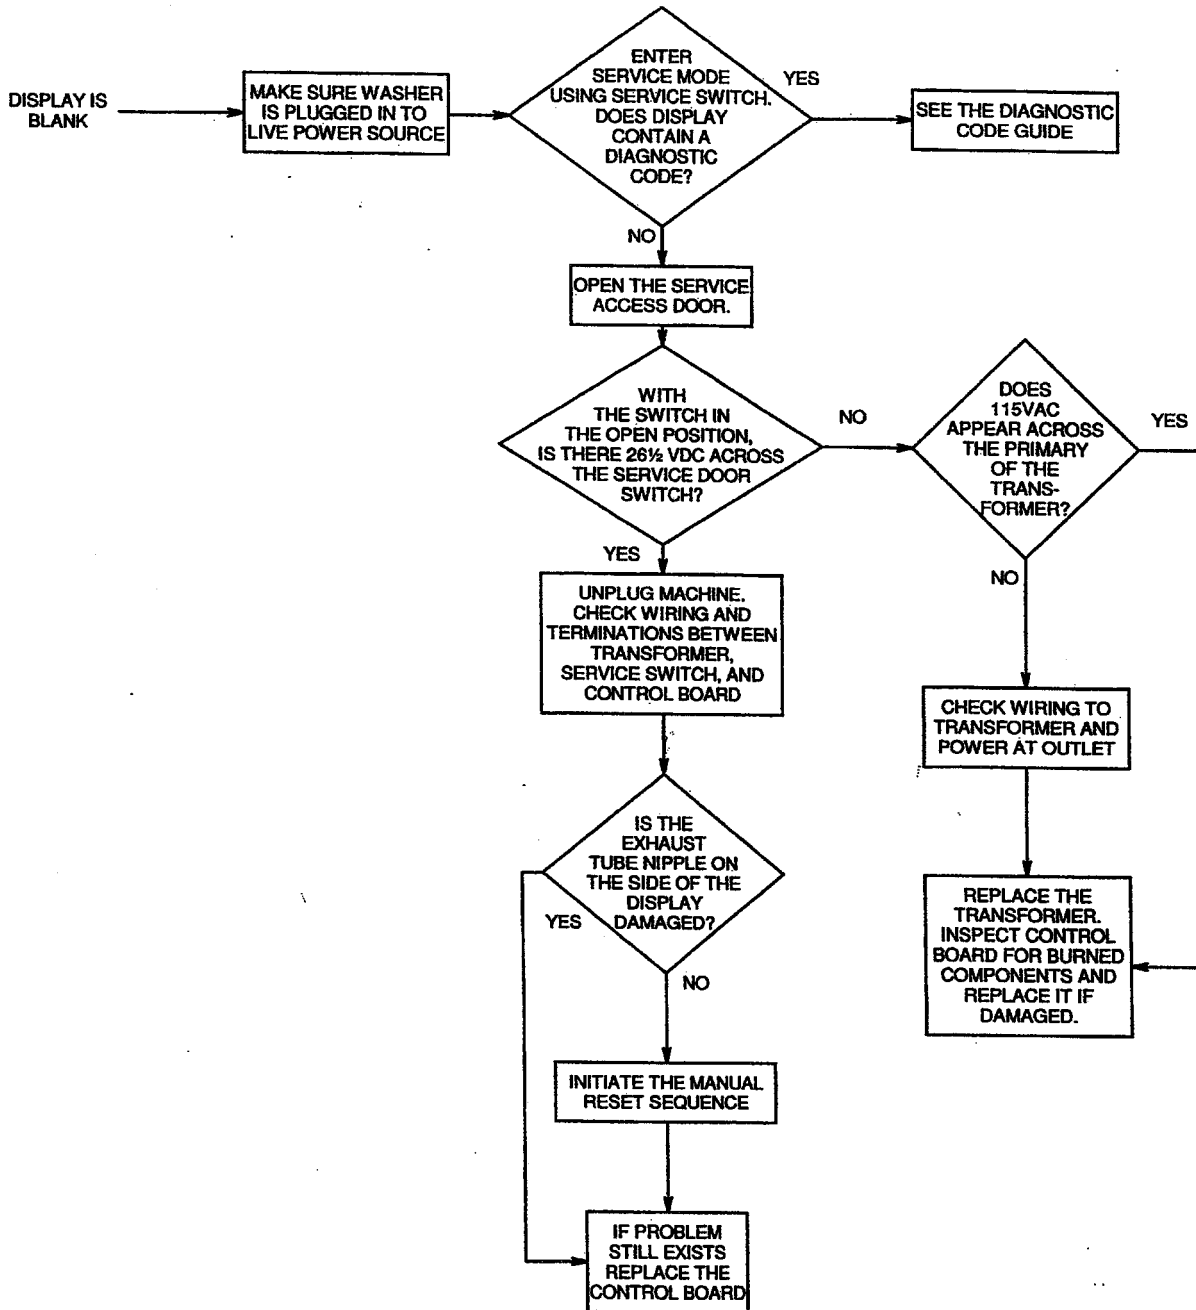 DISPLAY IS
BLANK
MAKE SURE WASHER
IS PLUGGED IN TO
LIVE POWER SOURCE
ENTER
SERVICE MODE
USING SERVICE SWITCH.
DOES DISPLAY
CONTAIN A
DIAGNOSTIC
CODE?
YES
SEE THE DIAGNOSTIC
CODE GUIDE
NO
OPEN THE SERVICE
ACCESS DOOR.
WITH
THE SWITCH IN
THE OPEN POSITION,
IS THERE 26½ VDC ACROSS
THE SERVICE DOOR
SWITCH?
NO
DOES
115VAC
APPEAR ACROSS
THE PRIMARY
OF THE
TRANS-
FORMER?
YES
YES
UNPLUG MACHINE.
CHECK WIRING AND
TERMINATIONS BETWEEN
TRANSFORMER,
SERVICE SWITCH, AND
CONTROL BOARD
NO
CHECK WIRING TO
TRANSFORMER AND
POWER AT OUTLET
IS THE
EXHAUST
TUBE NIPPLE ON
THE SIDE OF THE
DISPLAY
DAMAGED?
YES
NO
REPLACE THE
TRANSFORMER.
INSPECT CONTROL
BOARD FOR BURNED
COMPONENTS AND
REPLACE IT IF
DAMAGED.
INITIATE THE MANUAL
RESET SEQUENCE
IF PROBLEM
STILL EXISTS
REPLACE THE
CONTROL BOARD